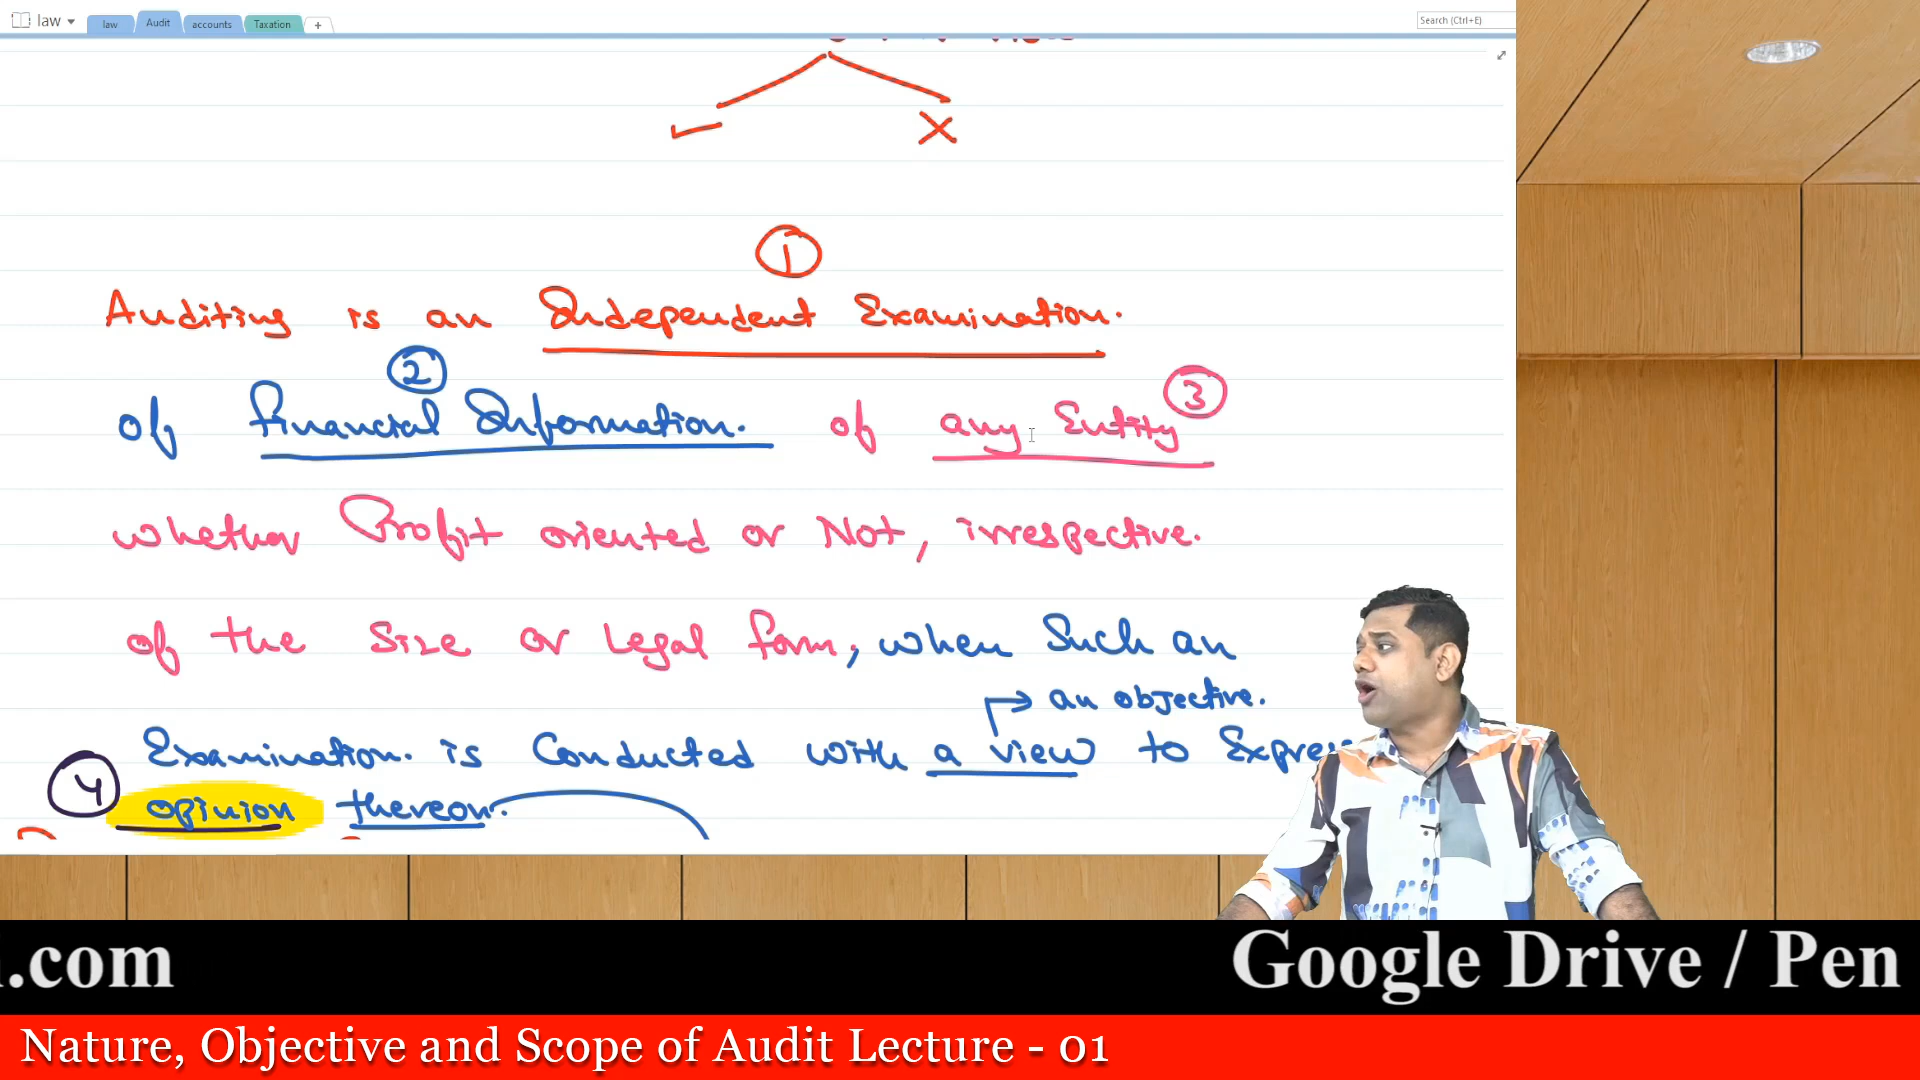 law
law Audit accounts Taxation +
Search (Ctrl+E)
1
Auditing is an Independent Examination.
2
3
of financial Information. of any Entity
whether Profit oriented or Not, irrespective.
of the Size or Legal form, when Such an
an objective.
Examination. is Conducted with a view to Expres
4
opinion thereon.
.com
Google Drive / Pen
Nature, Objective and Scope of Audit Lecture - 01